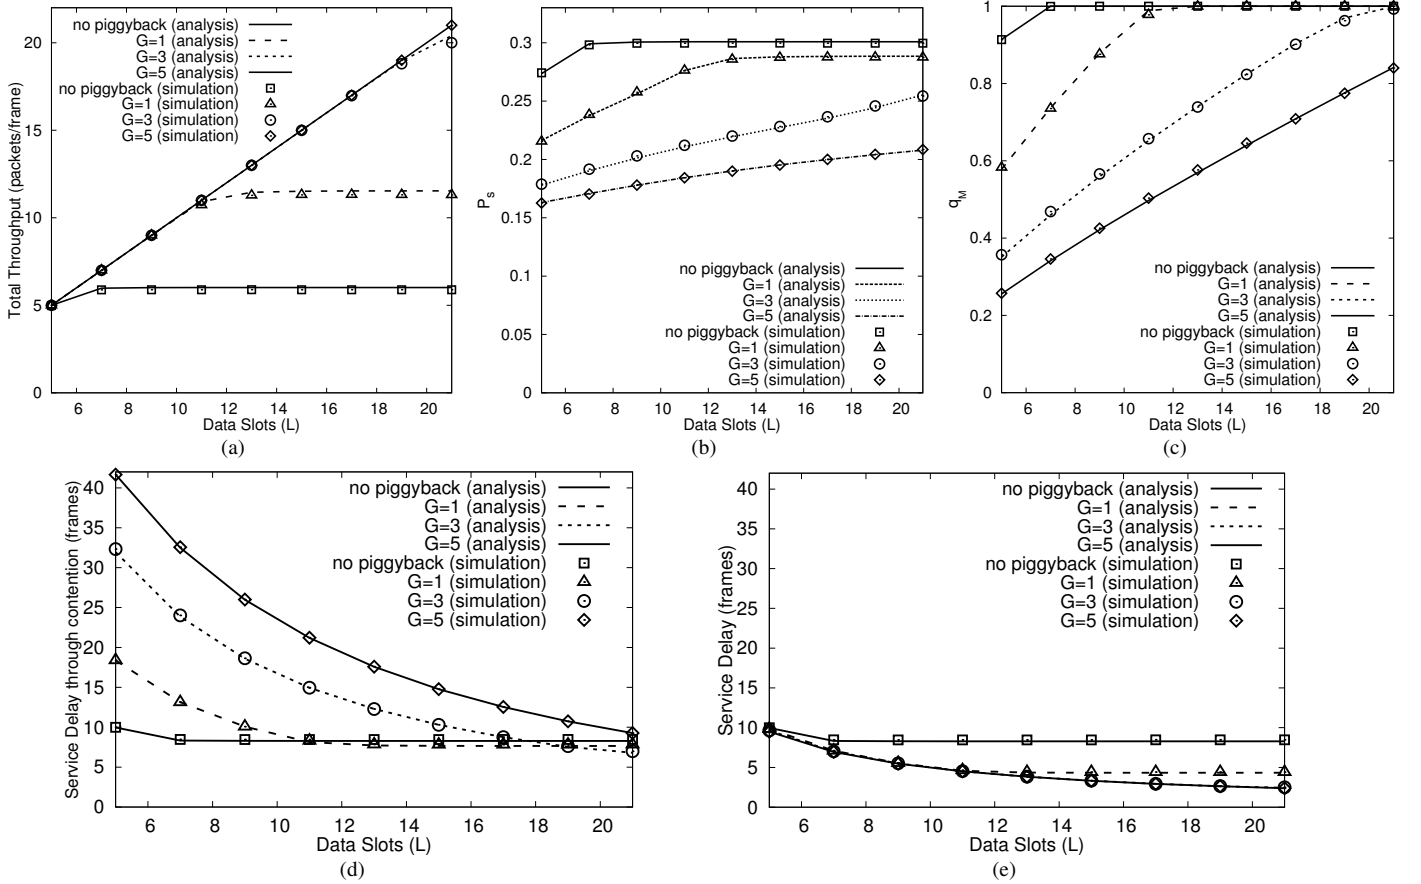 no piggyback (analysis)
G=1 (analysis)
G=3 (analysis)
G=5 (analysis)
no piggyback (simulation)
G=1 (simulation)
G=3 (simulation)
G=5 (simulation)
Total Throughput (packets/frame)
20
15
10
5
0
6 8 10 12 14 16 18 20
Data Slots (L)
(a)
0.3
0.25
0.2
0.15
0.1
0.05
0
Ps
no piggyback (analysis)
G=1 (analysis)
G=3 (analysis)
G=5 (analysis)
no piggyback (simulation)
G=1 (simulation)
G=3 (simulation)
G=5 (simulation)
6 8 10 12 14 16 18 20
Data Slots (L)
(b)
1
0.8
0.6
0.4
0.2
0
qM
no piggyback (analysis)
G=1 (analysis)
G=3 (analysis)
G=5 (analysis)
no piggyback (simulation)
G=1 (simulation)
G=3 (simulation)
G=5 (simulation)
6 8 10 12 14 16 18 20
Data Slots (L)
(c)
40
35
30
25
20
15
10
5
0
Service Delay through contention (frames)
no piggyback (analysis)
G=1 (analysis)
G=3 (analysis)
G=5 (analysis)
no piggyback (simulation)
G=1 (simulation)
G=3 (simulation)
G=5 (simulation)
6 8 10 12 14 16 18 20
Data Slots (L)
(d)
40
35
30
25
20
15
10
5
0
Service Delay (frames)
no piggyback (analysis)
G=1 (analysis)
G=3 (analysis)
G=5 (analysis)
no piggyback (simulation)
G=1 (simulation)
G=3 (simulation)
G=5 (simulation)
6 8 10 12 14 16 18 20
Data Slots (L)
(e)